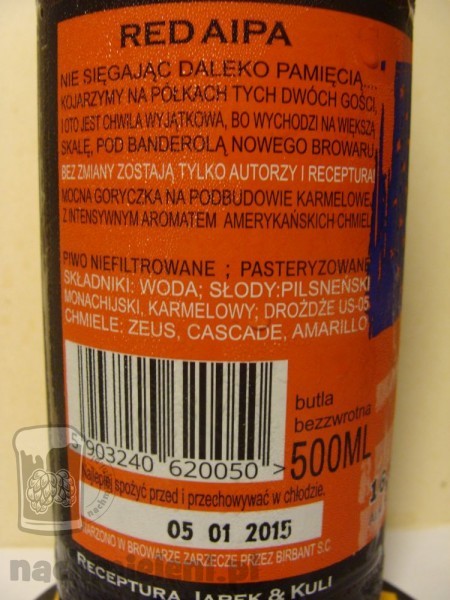 RED AIPA
NIE SIĘGAJĄC DALEKO PAMIĘCIĄ....
KOJARZYMY NA PÓŁKACH TYCH DWÓCH GOŚCI,
I OTO JEST CHWILA WYJĄTKOWA, BO WYCHODZI NA WIĘKSZĄ
SKALĘ, POD BANDEROLĄ NOWEGO BROWARU
BEZ ZMIANY ZOSTAJĄ TYLKO AUTORZY I RECEPTURA!
MOCNA GORYCZKA NA PODBUDOWIE KARMELOWEJ
Z INTENSYWNYM AROMATEM AMERYKAŃSKICH CHMIELI
PIWO NIEFILTROWANE ; PASTERYZOWANE
SKŁADNIKI: WODA; SŁODY:PILSNEŃSKI
MONACHIJSKI, KARMELOWY; DROŻDŻE US-05
CHMIELE: ZEUS, CASCADE, AMARILLO
butla
bezzwrotna
500ML
5 903240 620050 >
Najlepiej spożyć przed i przechowywać w chłodzie.
05 01 2015
WARZONO W BROWARZE ZARZECZE PRZEZ BIRBANT S.C
RECEPTURA JAREK & KULI
nachmieleni.pl